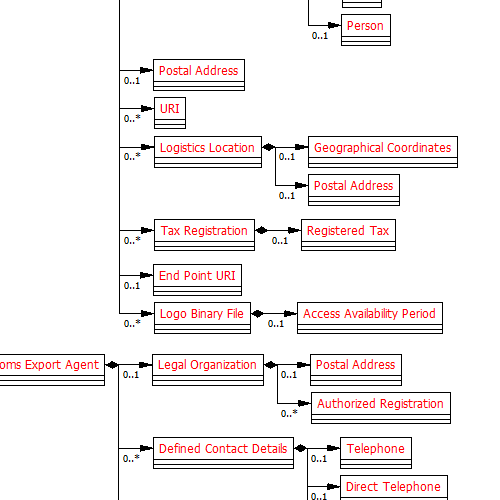 Person
0..1
Postal Address
0..1
URI
0..*
Logistics Location
0..*
Geographical Coordinates
0..1
Postal Address
0..1
Tax Registration
0..*
Registered Tax
0..1
End Point URI
0..1
Logo Binary File
0..*
Access Availability Period
0..1
oms Export Agent
Legal Organization
0..1
Postal Address
0..1
Authorized Registration
0..*
Defined Contact Details
0..*
Telephone
0..1
Direct Telephone
0..1